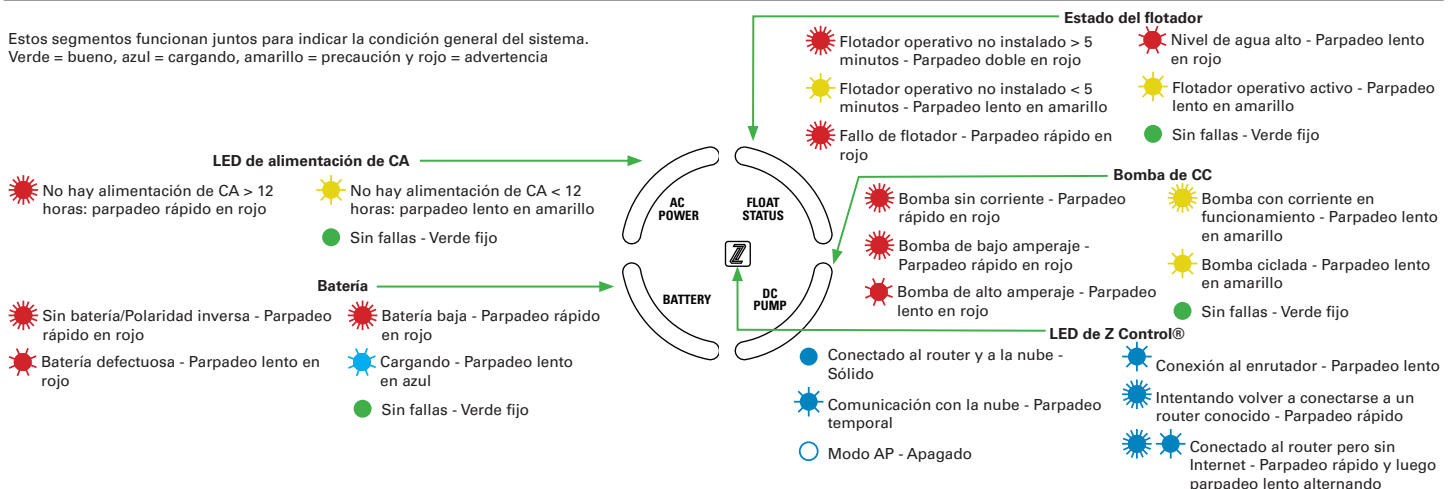 Estos segmentos funcionan juntos para indicar la condición general del sistema.
Verde = bueno, azul = cargando, amarillo = precaución y rojo = advertencia
Estado del flotador
Flotador operativo no instalado > 5
minutos - Parpadeo doble en rojo
Flotador operativo no instalado < 5
minutos - Parpadeo lento en amarillo
Fallo de flotador - Parpadeo rápido en
rojo
Nivel de agua alto - Parpadeo lento
en rojo
Flotador operativo activo - Parpadeo
lento en amarillo
Sin fallas - Verde fijo
LED de alimentación de CA
No hay alimentación de CA > 12
horas: parpadeo rápido en rojo
No hay alimentación de CA < 12
horas: parpadeo lento en amarillo
Sin fallas - Verde fijo
AC
POWER
FLOAT
STATUS
Z
BATTERY
DC
PUMP
Bomba de CC
Bomba sin corriente - Parpadeo
rápido en rojo
Bomba de bajo amperaje -
Parpadeo rápido en rojo
Bomba de alto amperaje - Parpadeo
lento en rojo
Bomba con corriente en
funcionamiento - Parpadeo lento
en amarillo
Bomba ciclada - Parpadeo lento
en amarillo
Sin fallas - Verde fijo
Batería
Sin batería/Polaridad inversa - Parpadeo
rápido en rojo
Batería defectuosa - Parpadeo lento en
rojo
Batería baja - Parpadeo rápido
en rojo
Cargando - Parpadeo lento
en azul
Sin fallas - Verde fijo
LED de Z Control®
Conectado al router y a la nube -
Sólido
Comunicación con la nube - Parpadeo
temporal
Modo AP - Apagado
Conexión al enrutador - Parpadeo lento
Intentando volver a conectarse a un
router conocido - Parpadeo rápido
Conectado al router pero sin
Internet - Parpadeo rápido y luego
parpadeo lento alternando